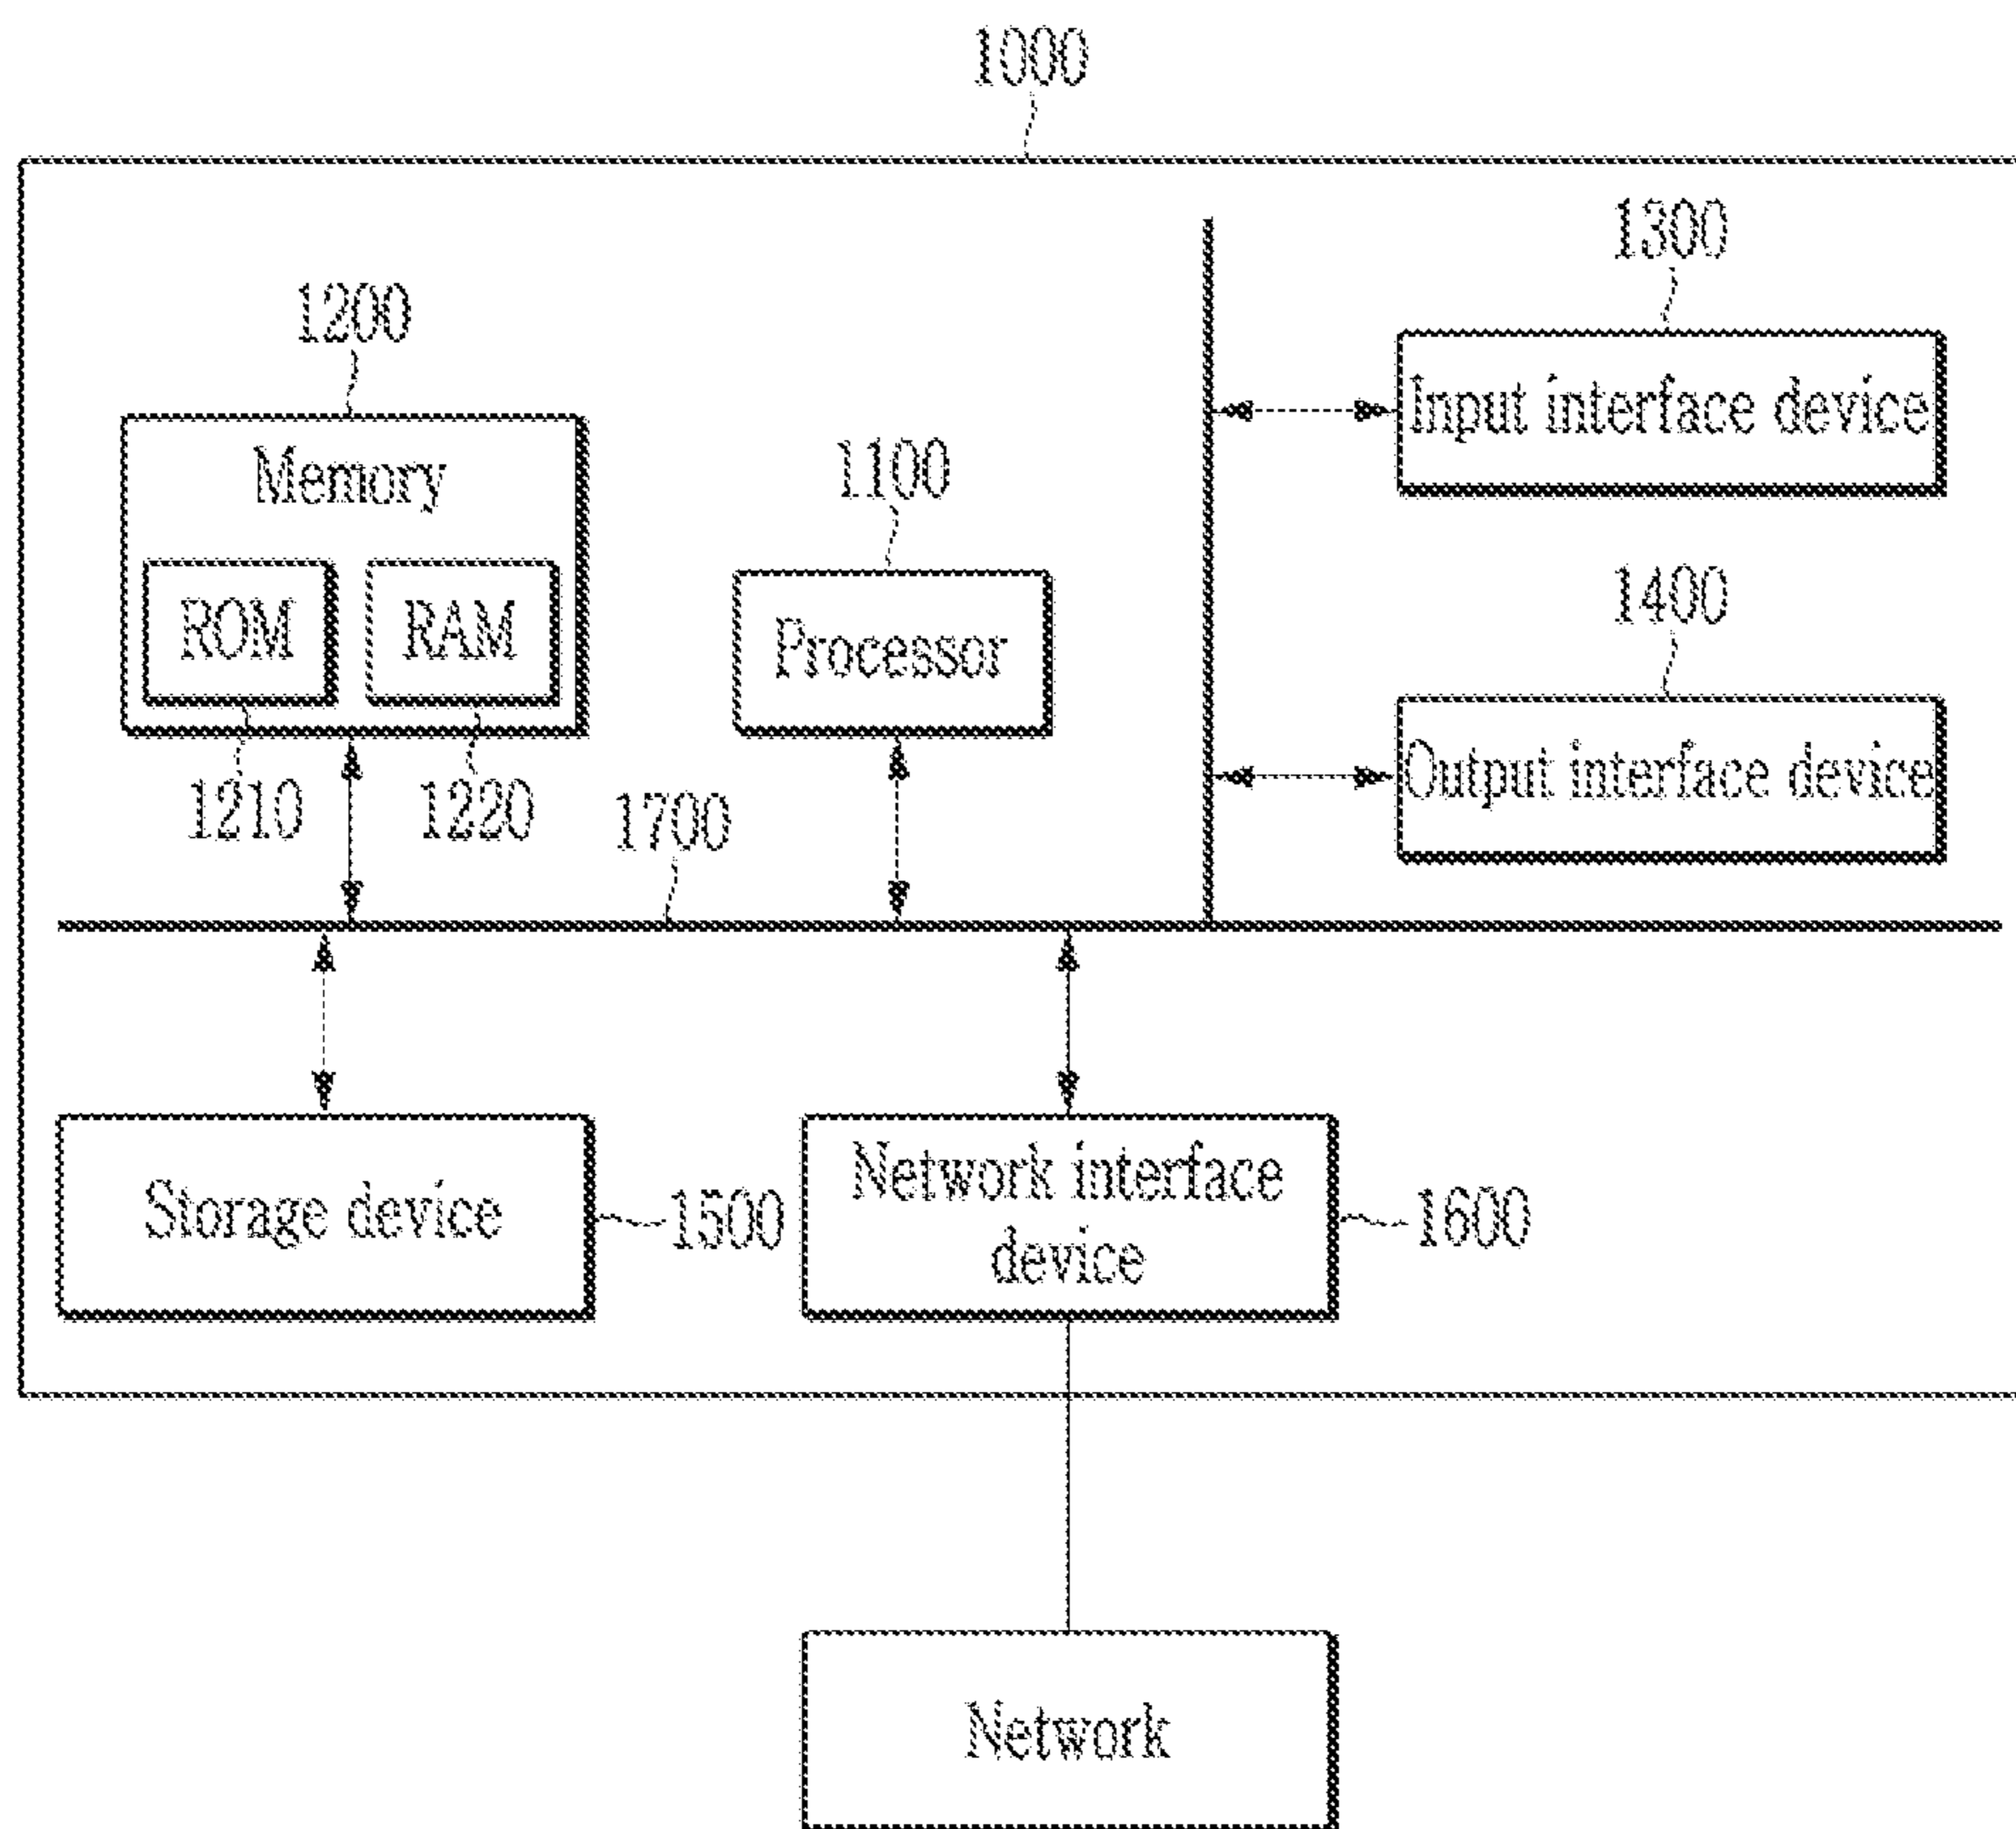 1000
1300
1200
Input interface device
Memory
1100
ROM
RAM
Processor
1400
Output interface device
1210
1220
1700
Storage device
1500
Network interface
device
1600
Network